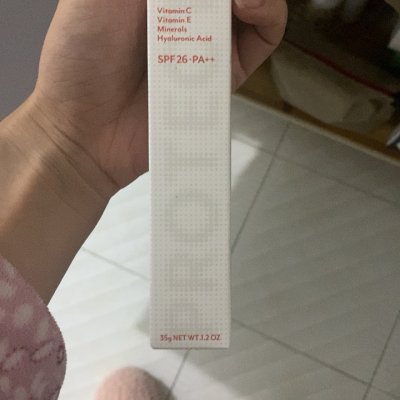 Vitamin C
Vitamin E
Minerals
Hyaluronic Acid
SPF 26·PA++
35g NET WT.1.2 OZ.